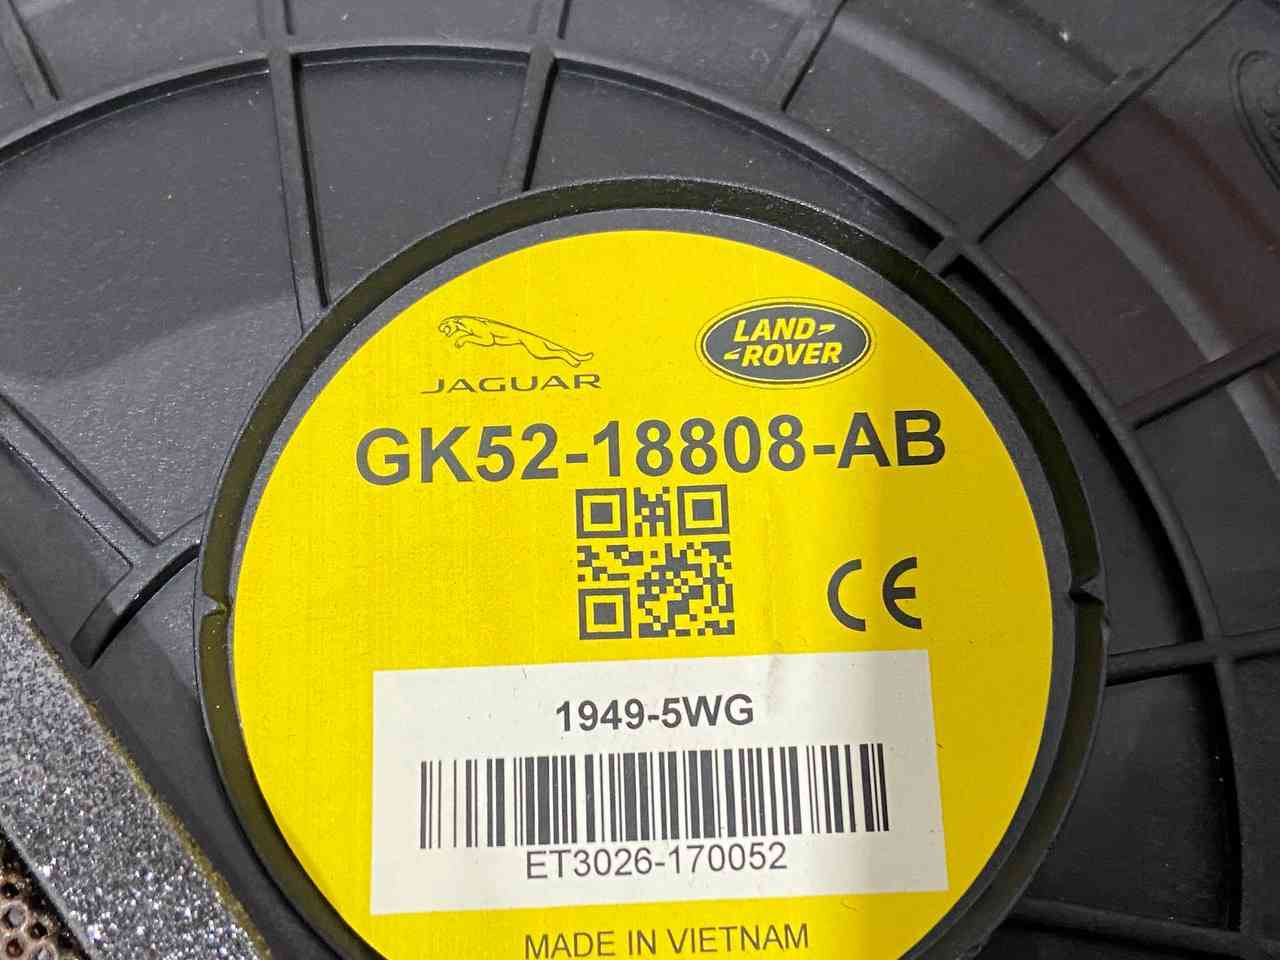 JAGUAR
LAND-
-ROVER
GK52-18808-AB
CE
1949-5WG
ET3026-170052
MADE IN VIETNAM